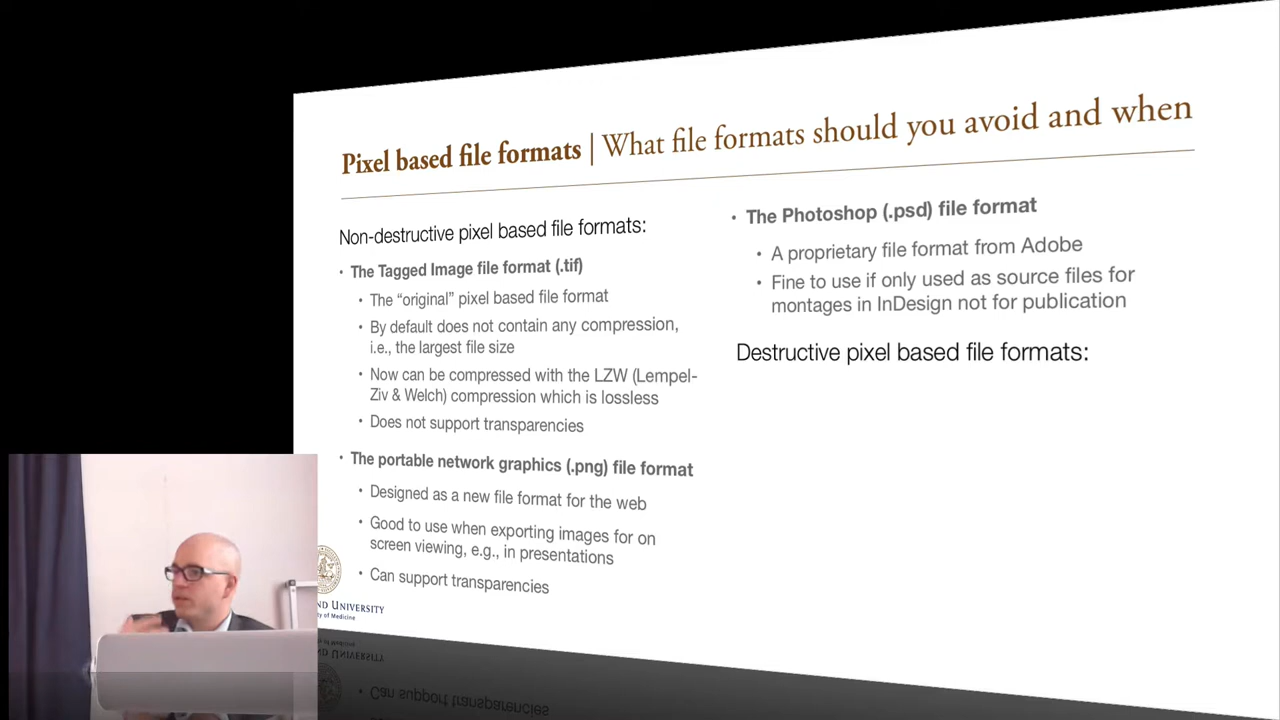 Pixel based file formats | What file formats should you avoid and when
Non-destructive pixel based file formats:
• The Tagged Image file format (.tif)
• The “original” pixel based file format
• By default does not contain any compression,
i.e., the largest file size
• Now can be compressed with the LZW (Lempel-
Ziv & Welch) compression which is lossless
• Does not support transparencies
• The portable network graphics (.png) file format
• Designed as a new file format for the web
• Good to use when exporting images for on
screen viewing, e.g., in presentations
• Can support transparencies
• The Photoshop (.psd) file format
• A proprietary file format from Adobe
• Fine to use if only used as source files for
montages in InDesign not for publication
Destructive pixel based file formats:
ND UNIVERSITY
ty of Medicine